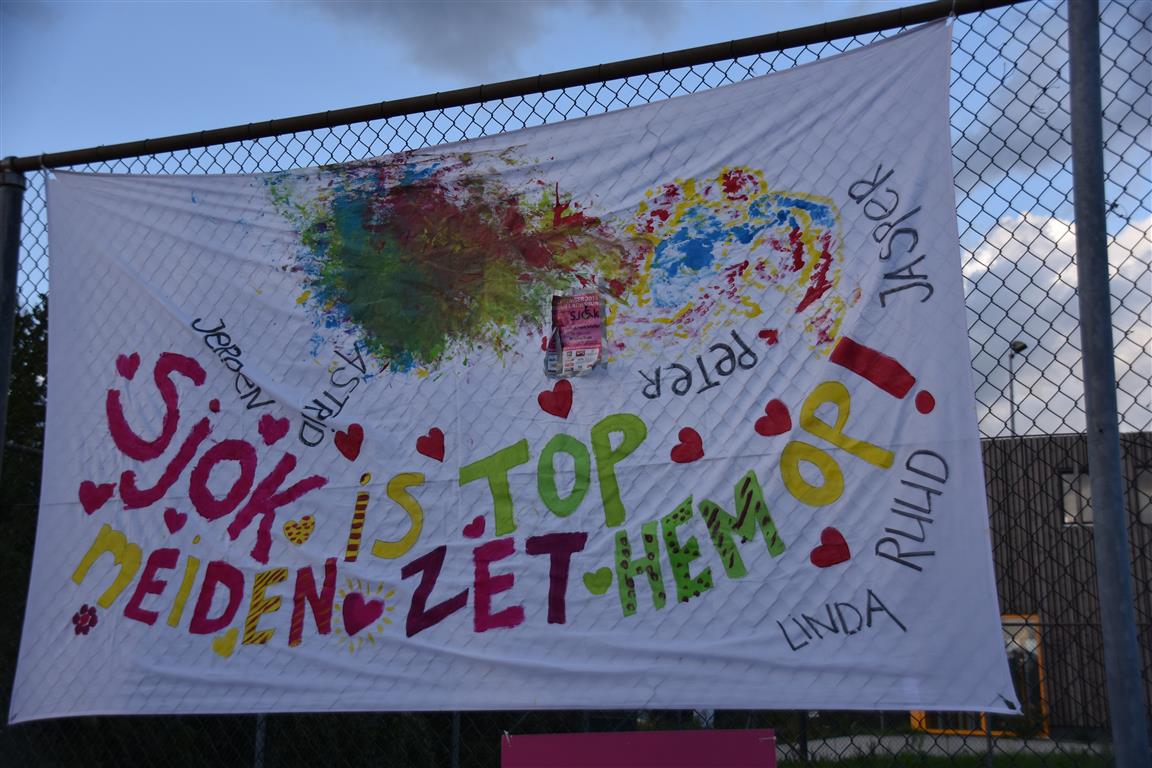 JASPER
PETER
JEROEN
ASTRID
SJOK
SJOK IS TOP
MEIDEN ZET HEM OP!
RUUD
LINDA